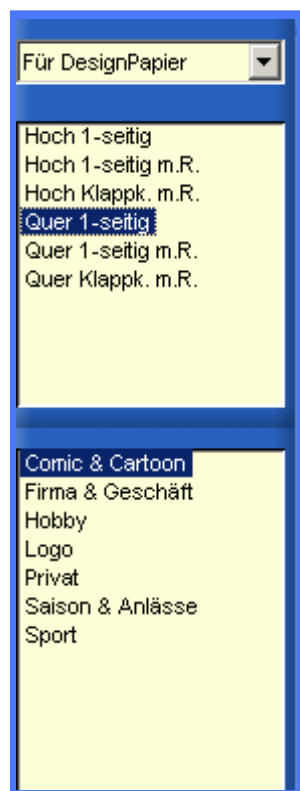 Für DesignPapier
Hoch 1-seitig
Hoch 1-seitig m.R.
Hoch Klappk. m.R.
Quer 1-seitig
Quer 1-seitig m.R.
Quer Klappk. m.R.
Comic & Cartoon
Firma & Geschäft
Hobby
Logo
Privat
Saison & Anlässe
Sport